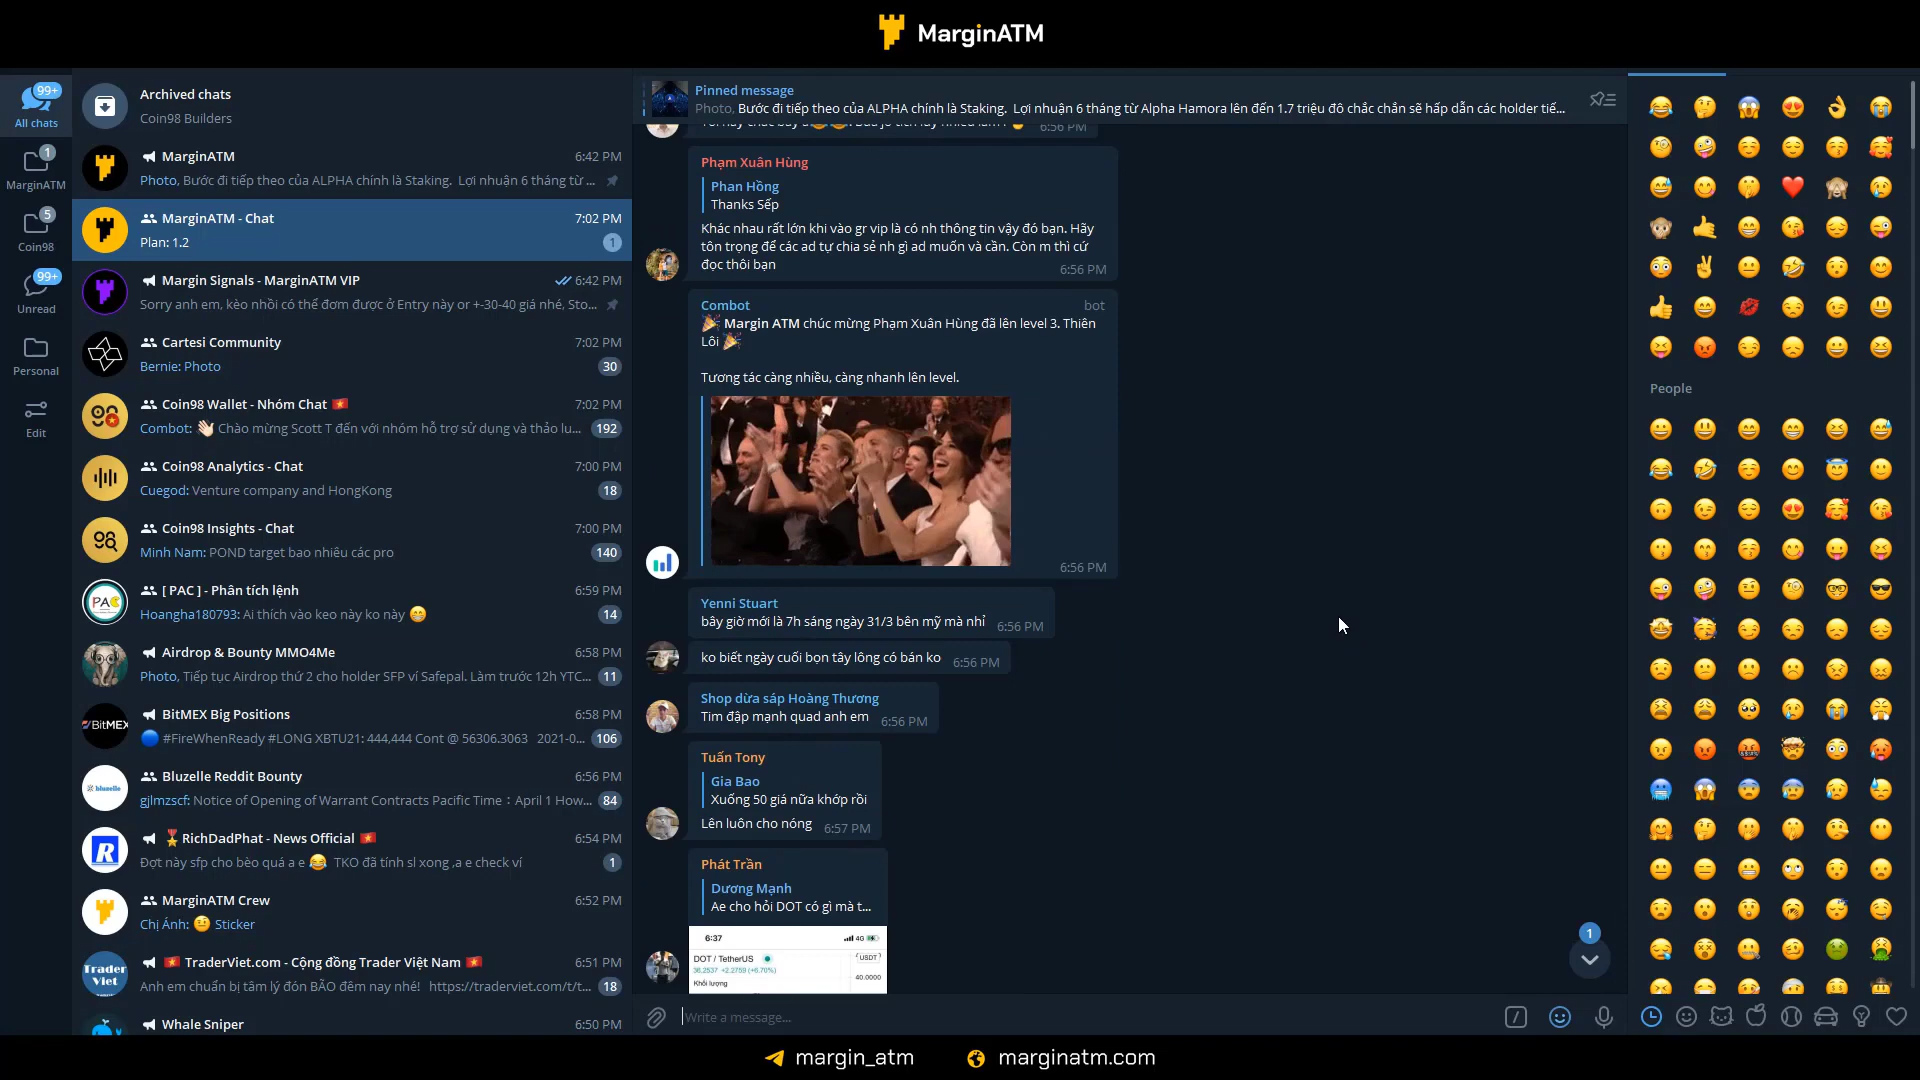 MarginATM
99+
All chats
1
MarginATM
5
Coin98
99+
Unread
Personal
Edit
Archived chats
Coin98 Builders
MarginATM 6:42 PM
Photo, Bước đi tiếp theo của ALPHA chính là Staking. Lợi nhuận 6 tháng từ ...
MarginATM - Chat 7:02 PM
Plan: 1.2 1
Margin Signals - MarginATM VIP 6:42 PM
Sorry anh em, kèo nhồi có thể đơm được ở Entry này or +-30-40 giá nhé, Sto...
Cartesi Community 7:02 PM
Bernie: Photo 30
Coin98 Wallet - Nhóm Chat 🇻🇳 7:02 PM
Combot: 👋🏻 Chào mừng Scott T đến với nhóm hỗ trợ sử dụng và thảo lu... 192
Coin98 Analytics - Chat 7:00 PM
Cuegod: Venture company and HongKong 18
Coin98 Insights - Chat 7:00 PM
Minh Nam: POND target bao nhiêu các pro 140
PAC
[ PAC ] - Phân tích lệnh 6:59 PM
Hoangha180793: Ai thích vào keo này ko này 😁 14
Airdrop & Bounty MMO4Me 6:58 PM
Photo, Tiếp tục Airdrop thứ 2 cho holder SFP ví Safepal. Làm trước 12h YTC... 11
BitMEX
BitMEX Big Positions 6:58 PM
🔵 #FireWhenReady #LONG XBTU21: 444,444 Cont @ 56306.3063 2021-0... 106
bluzelle
Bluzelle Reddit Bounty 6:56 PM
gjlmzscf: Notice of Opening of Warrant Contracts Pacific Time：April 1 How... 84
R
🎖RichDadPhat - News Official 🇻🇳 6:54 PM
Đợt này sfp cho bèo quá a e 😂 TKO đã tính sl xong ,a e check ví 1
MarginATM Crew 6:52 PM
Chị Ánh: 🤨 Sticker
Trader
Viet
🇻🇳 TraderViet.com - Cộng đồng Trader Việt Nam 🇻🇳 6:51 PM
Anh em chuẩn bị tâm lý đón BÃO đêm nay nhé! https://traderviet.com/t/t... 18
Whale Sniper 6:50 PM
Pinned message
Photo, Bước đi tiếp theo của ALPHA chính là Staking. Lợi nhuận 6 tháng từ Alpha Hamora lên đến 1.7 triệu đô chắc chắn sẽ hấp dẫn các holder tiế...
6:56 PM
Phạm Xuân Hùng
Phan Hồng
Thanks Sếp
Khác nhau rất lớn khi vào gr vip là có nh thông tin vậy đó bạn. Hãy
tôn trọng để các ad tự chia sẻ nh gì ad muốn và cần. Còn m thì cứ
đọc thôi bạn 6:56 PM
Combot bot
🎉 Margin ATM chúc mừng Phạm Xuân Hùng đã lên level 3. Thiên
Lôi 🎉
Tương tác càng nhiều, càng nhanh lên level.
6:56 PM
Yenni Stuart
bây giờ mới là 7h sáng ngày 31/3 bên mỹ mà nhỉ 6:56 PM
ko biết ngày cuối bọn tây lông có bán ko 6:56 PM
Shop dừa sáp Hoàng Thương
Tim đập mạnh quad anh em 6:56 PM
Tuấn Tony
Gia Bao
Xuống 50 giá nữa khớp rồi
Lên luôn cho nóng 6:57 PM
Phát Trần
Dương Mạnh
Ae cho hỏi DOT có gì mà t...
6:37 4G
DOT / TetherUS USDT
36,2537 +2,2759 (+6.70%)
40.0000
Khối lượng
1
Write a message...
People
margin_atm
marginatm.com